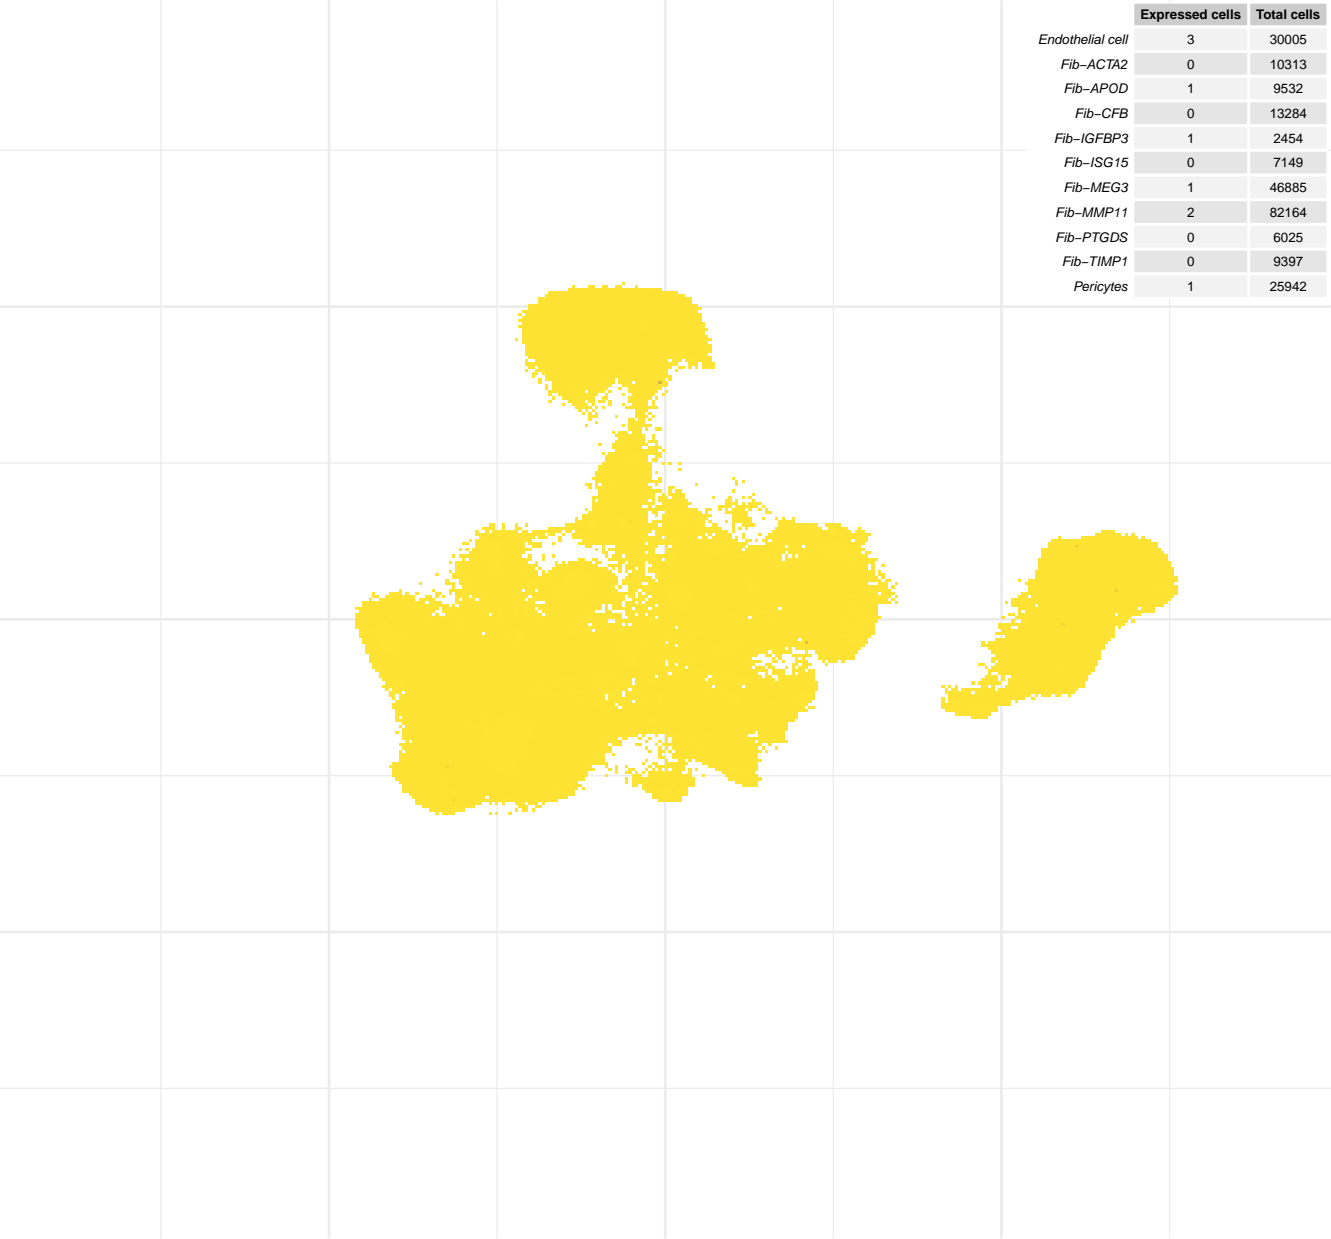 Expressed cells Total cells
Endothelial cell 3 30005
Fib−ACTA2 0 10313
Fib−APOD 1 9532
Fib−CFB 0 13284
Fib−IGFBP3 1 2454
Fib−ISG15 0 7149
Fib−MEG3 1 46885
Fib−MMP11 2 82164
Fib−PTGDS 0 6025
Fib−TIMP1 0 9397
Pericytes 1 25942